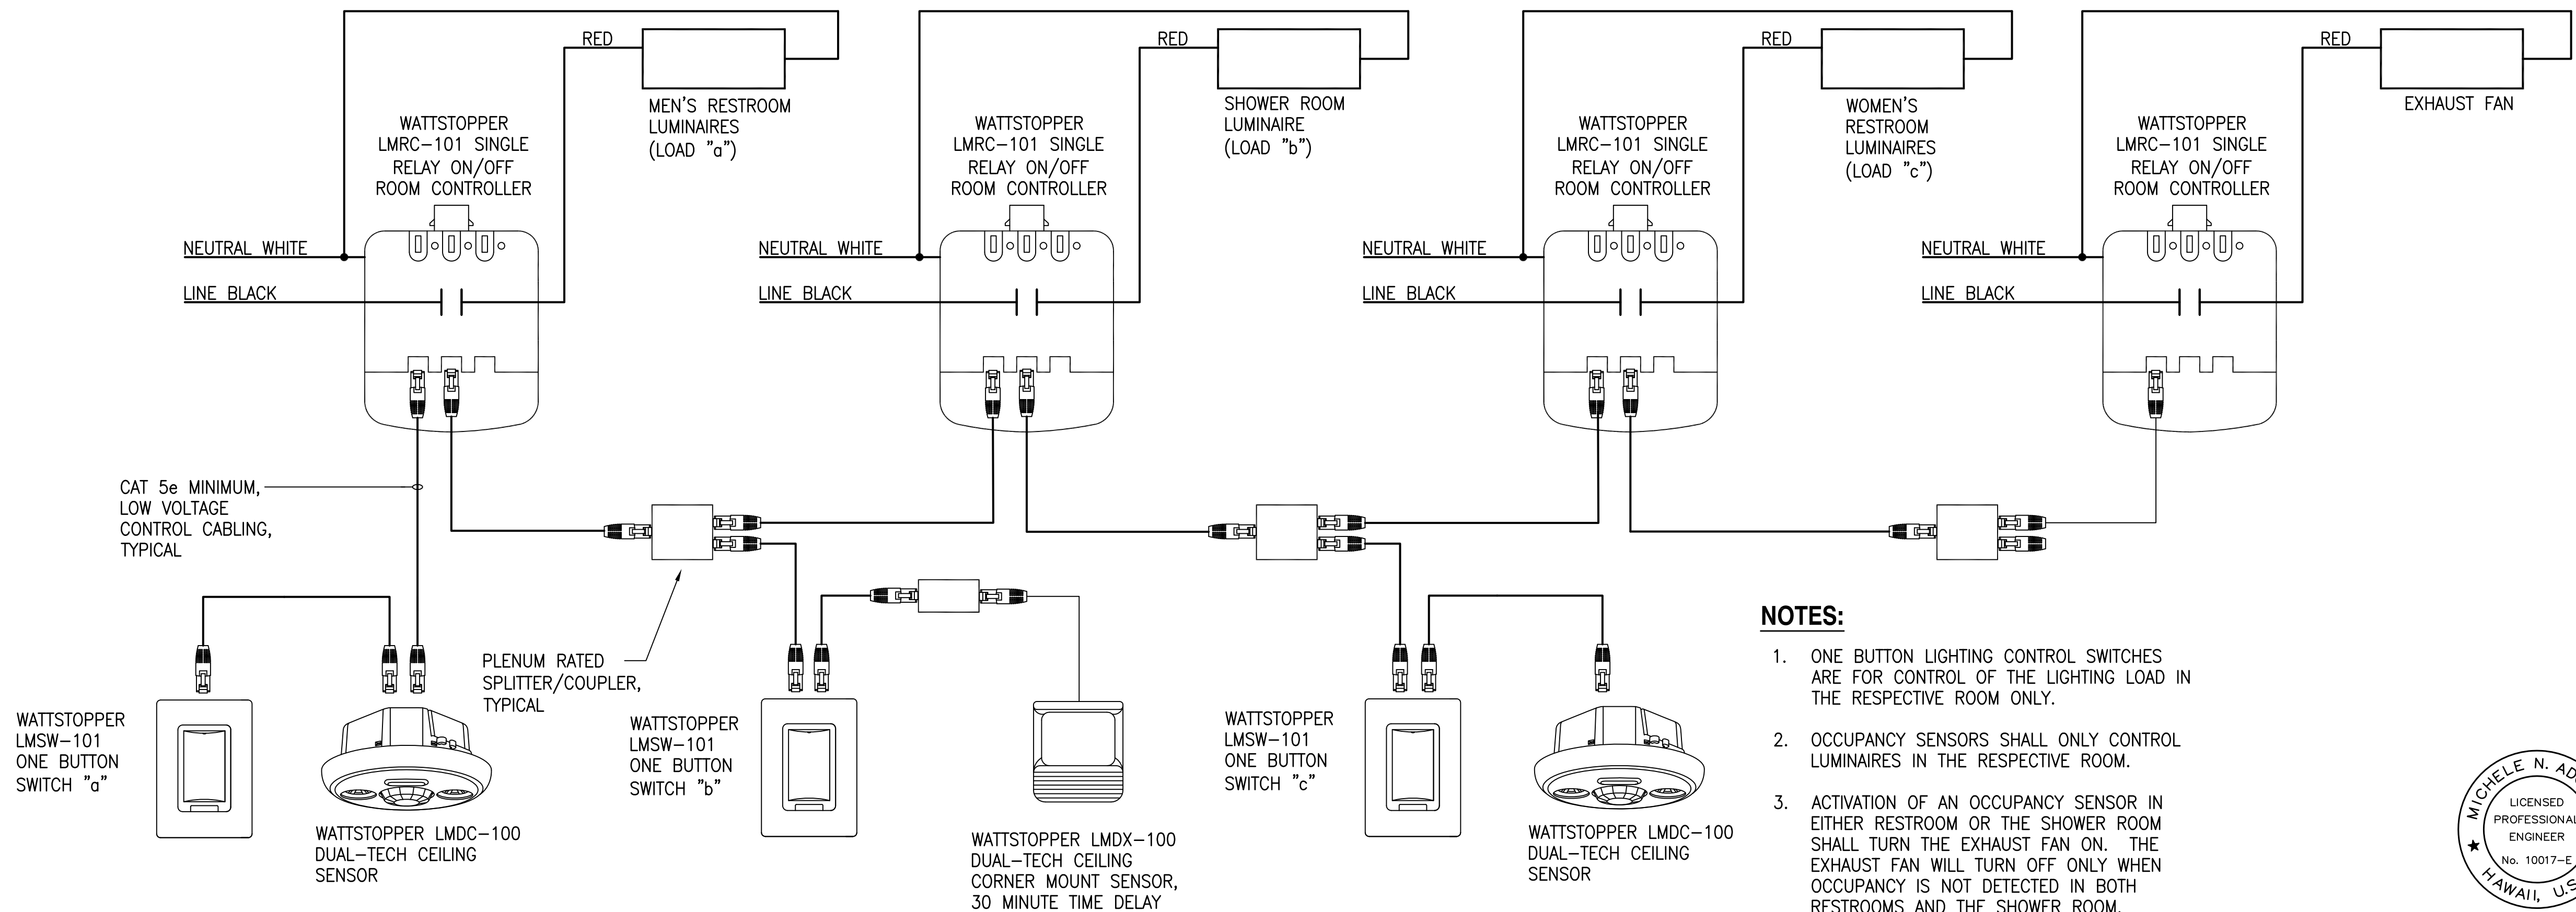 RED
RED
RED
RED
MEN'S RESTROOM
LUMINAIRES
(LOAD "a")
SHOWER ROOM
LUMINAIRE
(LOAD "b")
WOMEN'S
RESTROOM
LUMINAIRES
(LOAD "c")
EXHAUST FAN
WATTSTOPPER
LMRC-101 SINGLE
RELAY ON/OFF
ROOM CONTROLLER
WATTSTOPPER
LMRC-101 SINGLE
RELAY ON/OFF
ROOM CONTROLLER
WATTSTOPPER
LMRC-101 SINGLE
RELAY ON/OFF
ROOM CONTROLLER
WATTSTOPPER
LMRC-101 SINGLE
RELAY ON/OFF
ROOM CONTROLLER
NEUTRAL WHITE
LINE BLACK
NEUTRAL WHITE
LINE BLACK
NEUTRAL WHITE
LINE BLACK
NEUTRAL WHITE
LINE BLACK
CAT 5e MINIMUM,
LOW VOLTAGE
CONTROL CABLING,
TYPICAL
PLENUM RATED
SPLITTER/COUPLER,
TYPICAL
WATTSTOPPER
LMSW-101
ONE BUTTON
SWITCH "a"
WATTSTOPPER LMDC-100
DUAL-TECH CEILING
SENSOR
WATTSTOPPER
LMSW-101
ONE BUTTON
SWITCH "b"
WATTSTOPPER LMDX-100
DUAL-TECH CEILING
CORNER MOUNT SENSOR,
30 MINUTE TIME DELAY
WATTSTOPPER
LMSW-101
ONE BUTTON
SWITCH "c"
WATTSTOPPER LMDC-100
DUAL-TECH CEILING
SENSOR
NOTES:
1. ONE BUTTON LIGHTING CONTROL SWITCHES
ARE FOR CONTROL OF THE LIGHTING LOAD IN
THE RESPECTIVE ROOM ONLY.
2. OCCUPANCY SENSORS SHALL ONLY CONTROL
LUMINAIRES IN THE RESPECTIVE ROOM.
3. ACTIVATION OF AN OCCUPANCY SENSOR IN
EITHER RESTROOM OR THE SHOWER ROOM
SHALL TURN THE EXHAUST FAN ON. THE
EXHAUST FAN WILL TURN OFF ONLY WHEN
OCCUPANCY IS NOT DETECTED IN BOTH
RESTROOMS AND THE SHOWER ROOM.
MICHELE N.
LICENSED
PROFESSIONAL
ENGINEER
No. 10017-E
HAWAII, U.S.